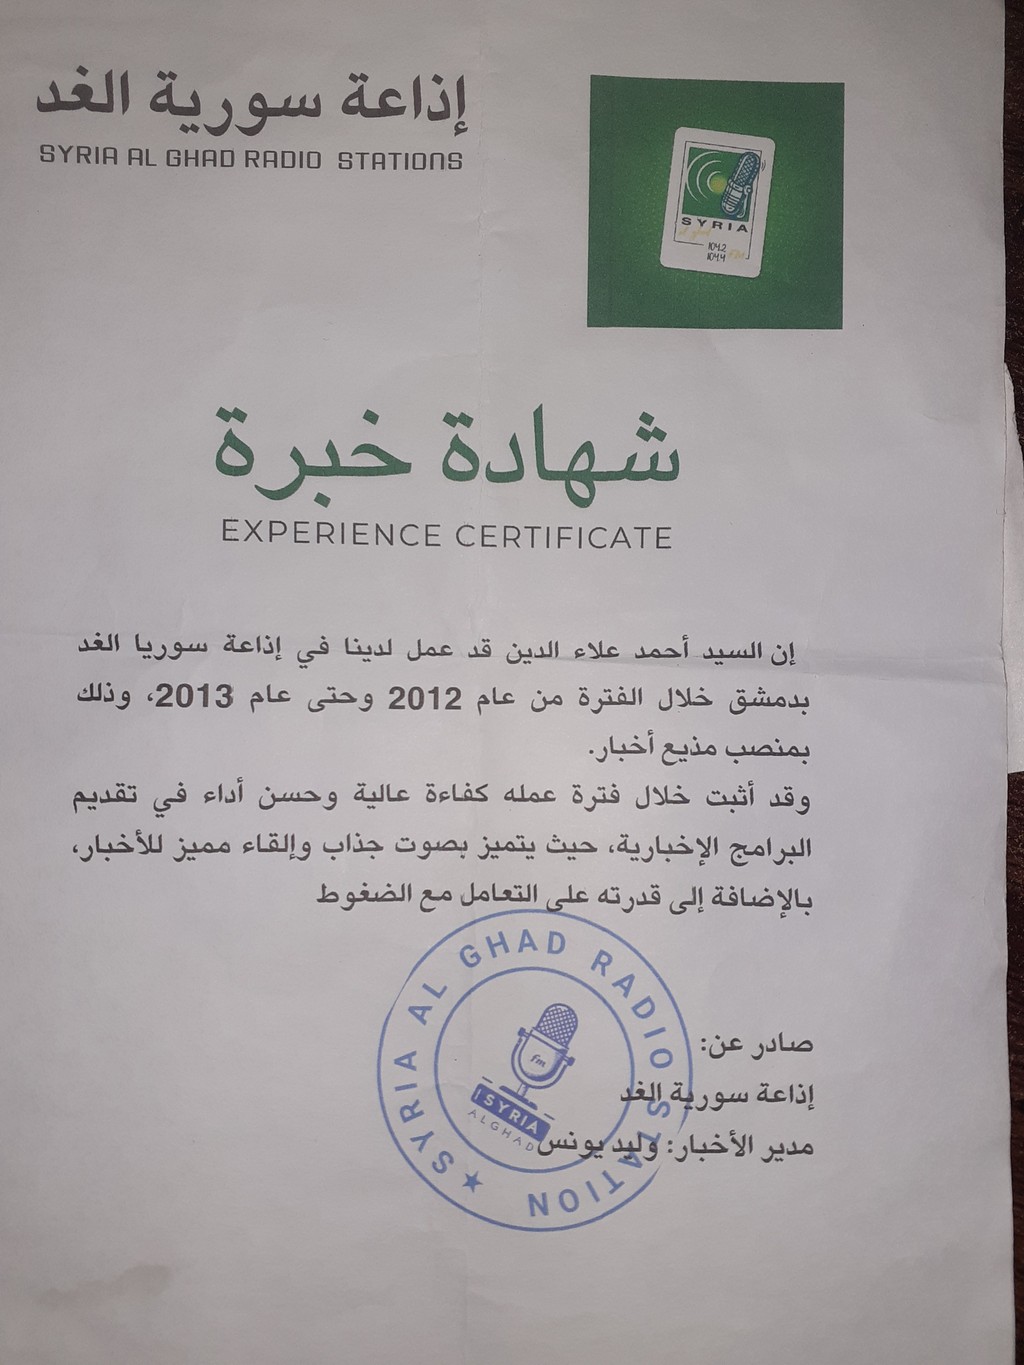 إذاعة سورية الغد
SYRIA AL GHAD RADIO STATIONS
SYRIA
104.2
104.4
FM
شهادة خبرة
EXPERIENCE CERTIFICATE
إن السيد أحمد علاء الدين قد عمل لدينا في إذاعة سوريا الغد
بدمشق خلال الفترة من عام 2012 وحتى عام 2013، وذلك
بمنصب مذيع أخبار.
وقد أثبت خلال فترة عمله كفاءة عالية وحسن أداء في تقديم
البرامج الإخبارية، حيث يتميز بصوت جذاب وإلقاء مميز للأخبار،
بالإضافة إلى قدرته على التعامل مع الضغوط
صادر عن:
إذاعة سورية الغد
مدير الأخبار: وليد يونس
SYRIA AL GHAD RADIO STATION
fm
SYRIA
ALGHAD